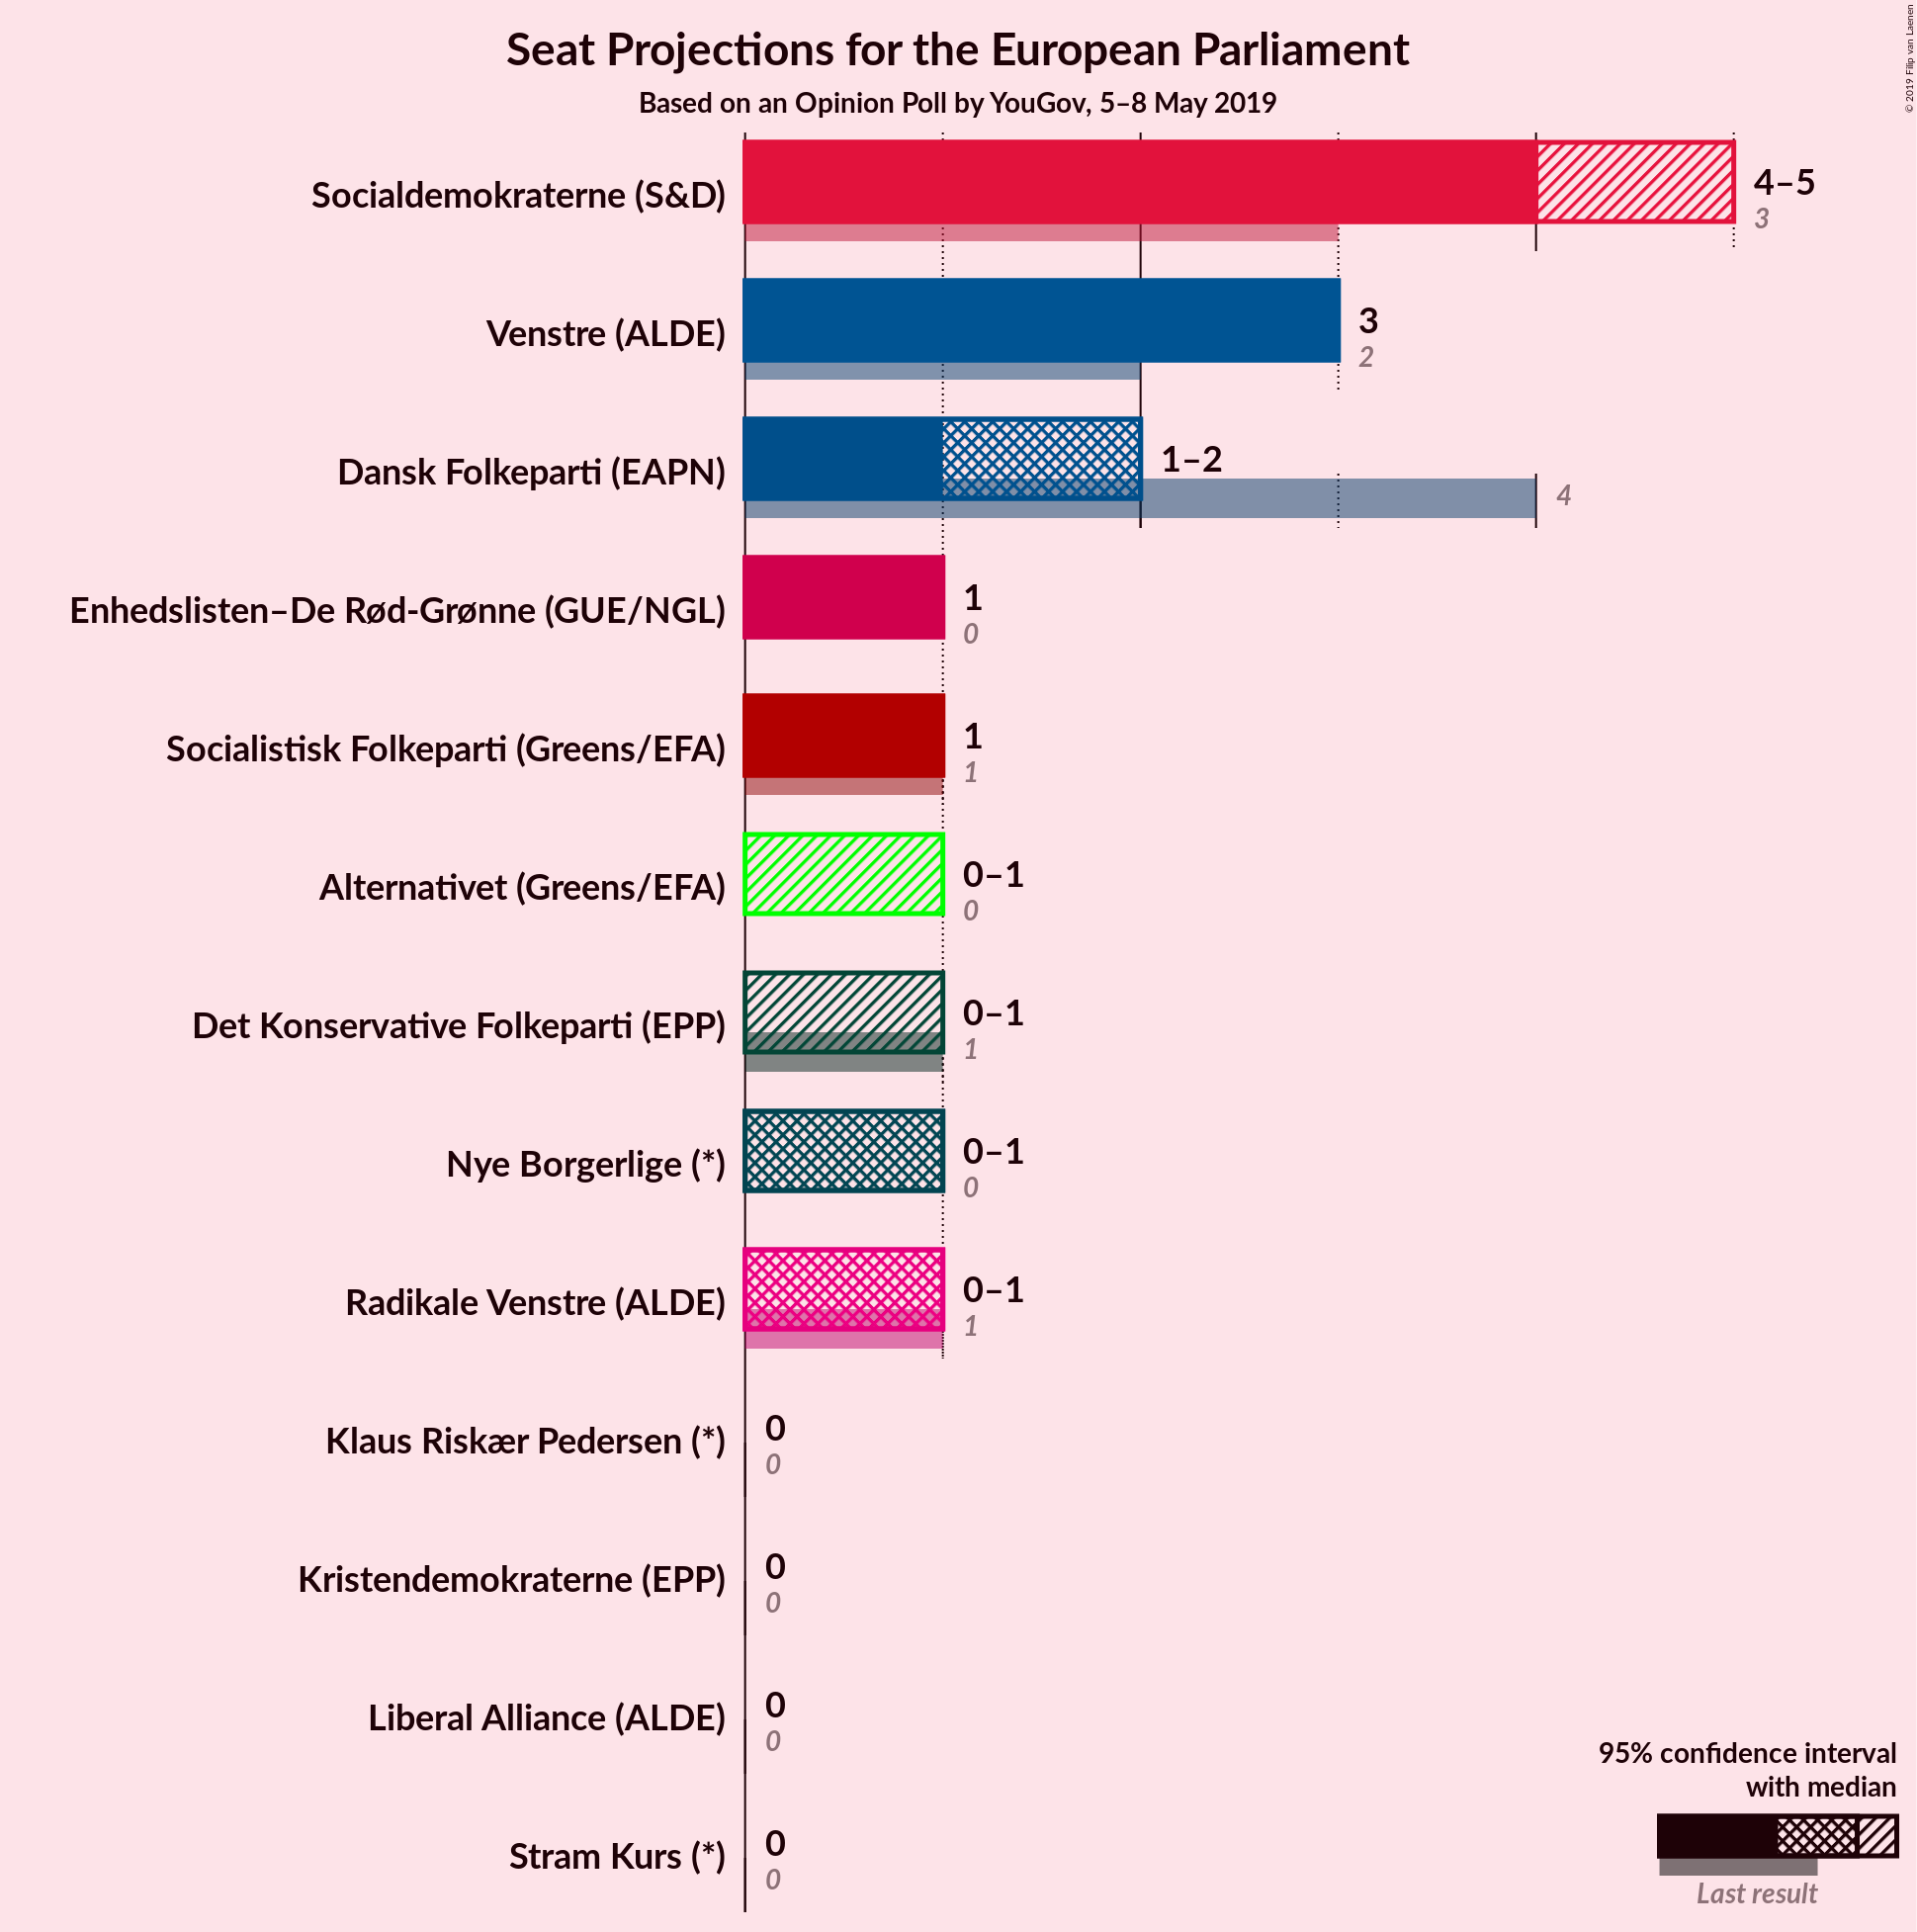 Seat Projections for the European Parliament
Based on an Opinion Poll by YouGov, 5–8 May 2019
© 2019 Filip van Laenen
Socialdemokraterne (S&D)
4–5
3
Venstre (ALDE)
3
2
Dansk Folkeparti (EAPN)
1–2
4
Enhedslisten–De Rød-Grønne (GUE/NGL)
1
0
Socialistisk Folkeparti (Greens/EFA)
1
1
Alternativet (Greens/EFA)
0–1
0
Det Konservative Folkeparti (EPP)
0–1
1
Nye Borgerlige (*)
0–1
0
Radikale Venstre (ALDE)
0–1
1
Klaus Riskær Pedersen (*)
0
0
Kristendemokraterne (EPP)
0
0
Liberal Alliance (ALDE)
0
0
Stram Kurs (*)
0
0
95% confidence interval
with median
Last result